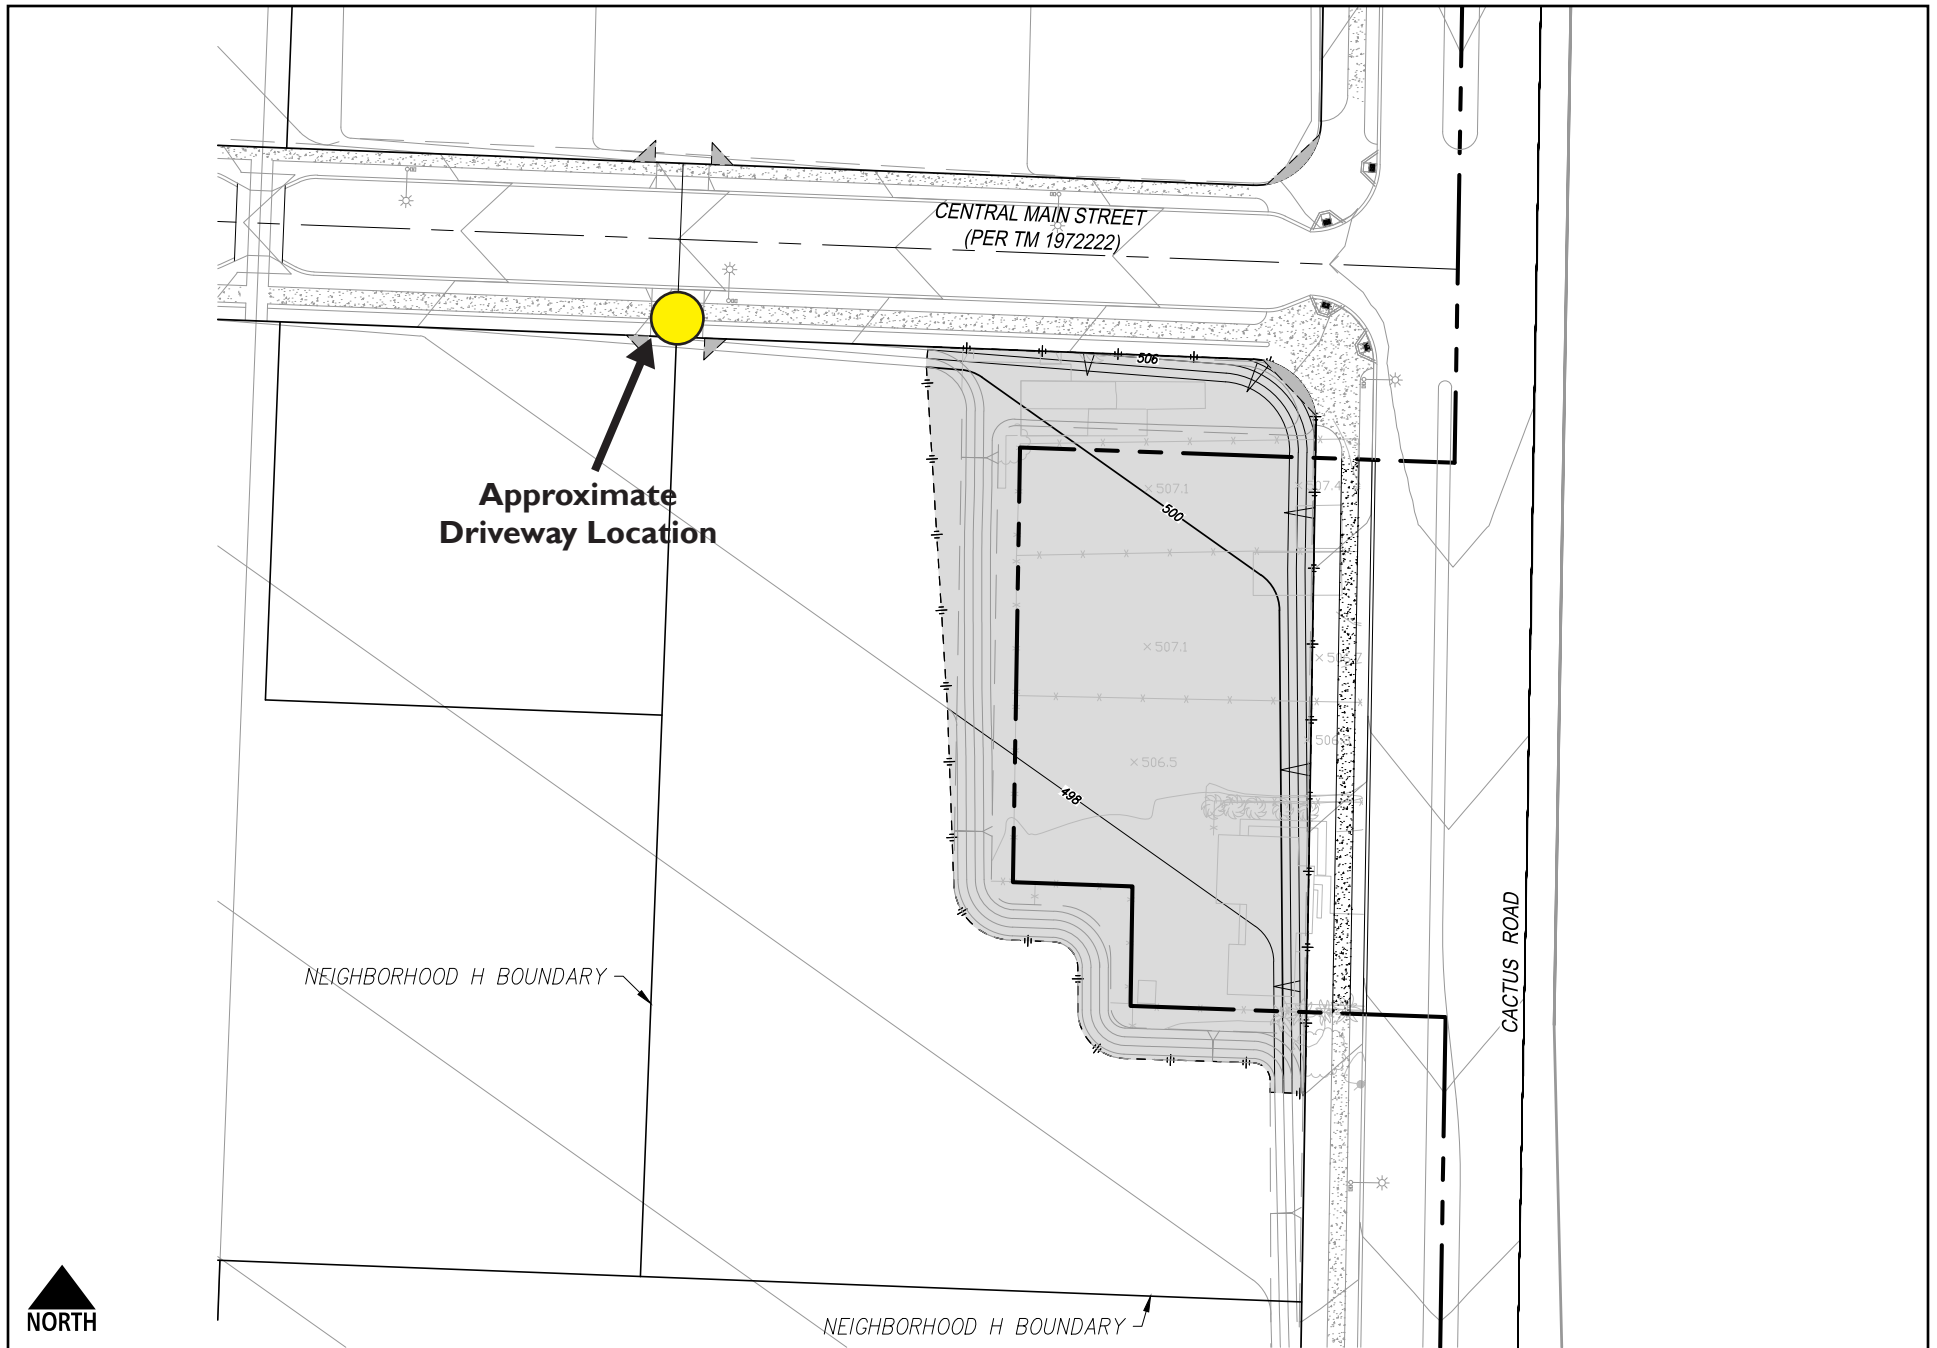 CENTRAL MAIN STREET
(PER TM 1972222)
506
Approximate
Driveway Location
×507.1
500
×507.1
×506.5
498
NEIGHBORHOOD H BOUNDARY
CACTUS ROAD
NORTH
NEIGHBORHOOD H BOUNDARY